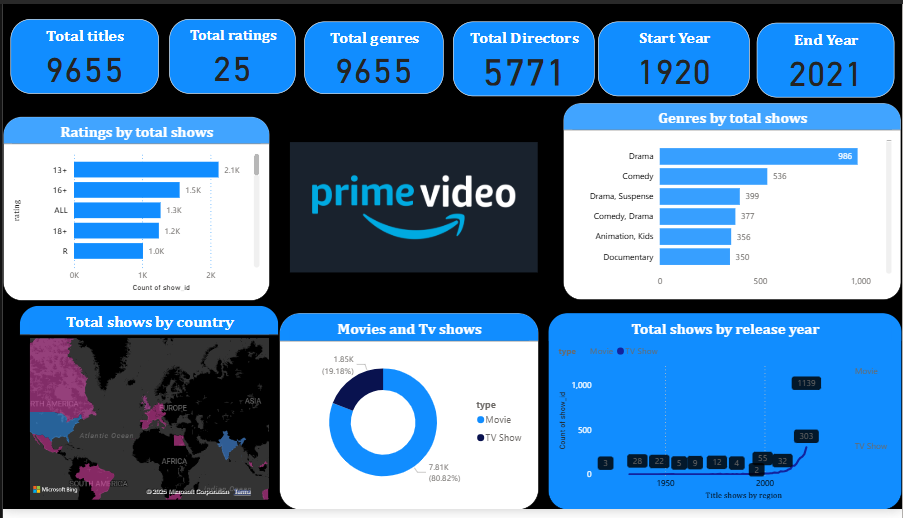 Total titles
9655
Total ratings
25
Total genres
9655
Total Directors
5771
Start Year
1920
End Year
2021
Ratings by total shows
rating
13+
2.1K
16+
1.5K
ALL
1.3K
18+
1.2K
R
1.0K
0K
1K
2K
Count of show_id
prime video
Genres by total shows
Drama
986
Comedy
536
Drama, Suspense
399
Comedy, Drama
377
Animation, Kids
356
Documentary
350
0
500
1,000
Total shows by country
RTH AMERICA
EUROPE
ASIA
Atlantic Ocean
AFRICA
SOUTH AMERICA
Microsoft Bing
© 2025 Microsoft Corporation
Terms
Movies and Tv shows
1.85K
(19.18%)
7.81K
(80.82%)
type
Movie
TV Show
Total shows by release year
type
Movie
TV Show
Count of show_id
1,000
500
0
1139
Movie
303
TV Show
3
28
22
5
9
12
4
55
2
32
1950
2000
Title shows by region